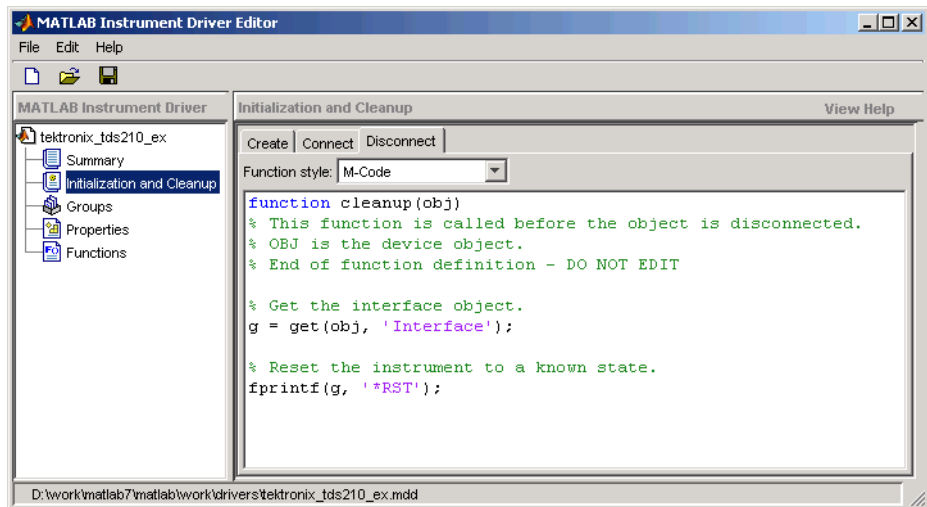 MATLAB Instrument Driver Editor
File Edit Help
MATLAB Instrument Driver
Initialization and Cleanup View Help
tektronix_tds210_ex
Summary
Initialization and Cleanup
Groups
Properties
Functions
Create Connect Disconnect
Function style: M-Code
function cleanup(obj)
% This function is called before the object is disconnected.
% OBJ is the device object.
% End of function definition - DO NOT EDIT
% Get the interface object.
g = get(obj, 'Interface');
% Reset the instrument to a known state.
fprintf(g, '*RST');
D:\work\matlab7\matlab\work\drivers\tektronix_tds210_ex.mdd